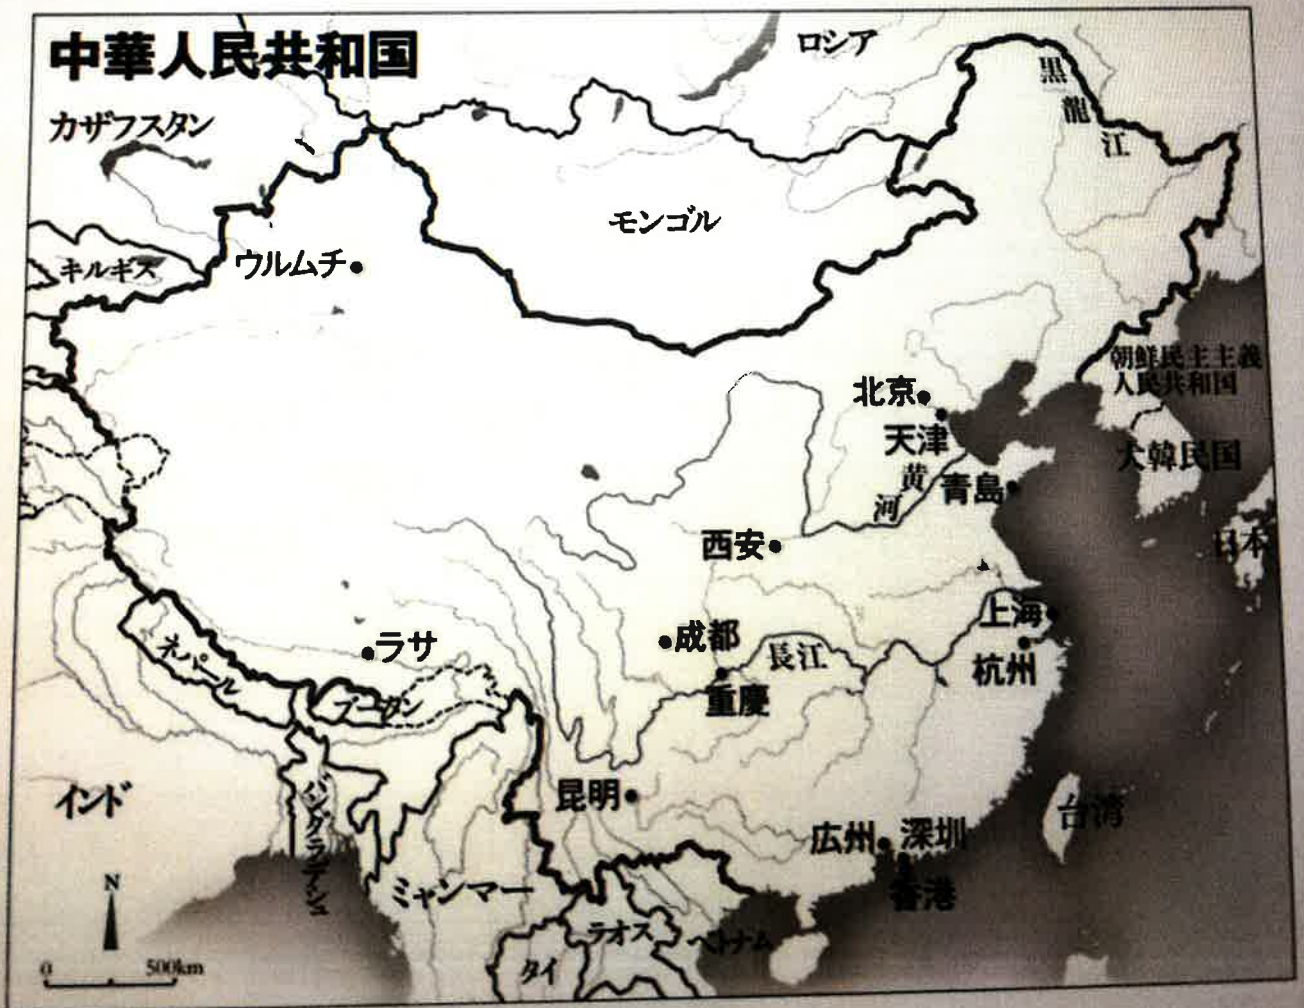 中華人民共和国
ロシア
カザフスタン
黒
龍
江
モンゴル
キルギス
ウルムチ
朝鮮民主主義
人民共和国
北京
天津
大韓民国
黄
河
青島
西安
日本
上海
成都
ラサ
長江
杭州
ネパール
重慶
ブータン
インド
バングラデシュ
昆明
台湾
広州
深圳
香港
ミャンマー
N
ラオス
ベトナム
タイ
0
500km